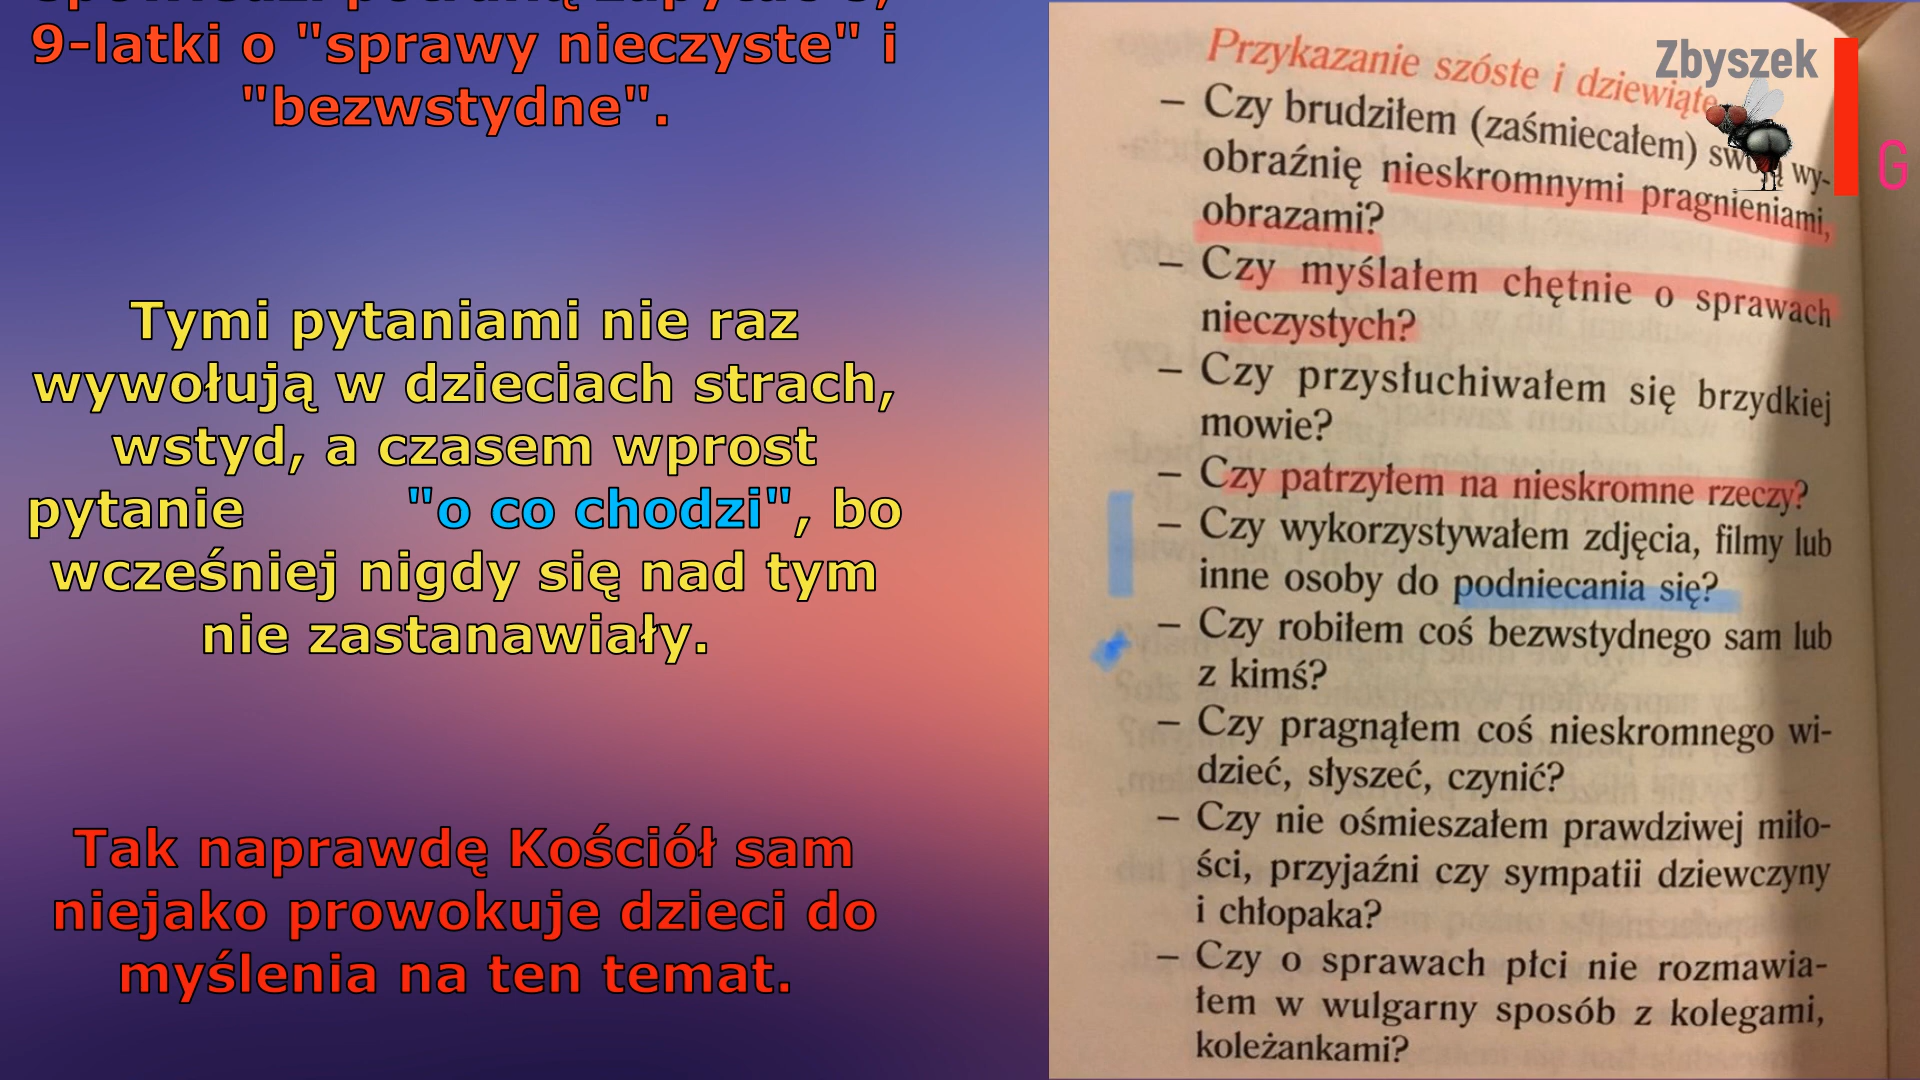 9-latki o "sprawy nieczyste" i
"bezwstydne".
Tymi pytaniami nie raz
wywołują w dzieciach strach,
wstyd, a czasem wprost
pytanie "o co chodzi", bo
wcześniej nigdy się nad tym
nie zastanawiały.
Tak naprawdę Kościół sam
niejako prowokuje dzieci do
myślenia na ten temat.
Zbyszek
G
Przykazanie szóste i dziewiąte
– Czy brudziłem (zaśmiecałem) swoją wy-
obraźnię nieskromnymi pragnieniami,
obrazami?
– Czy myślałem chętnie o sprawach
nieczystych?
– Czy przysłuchiwałem się brzydkiej
mowie?
– Czy patrzyłem na nieskromne rzeczy?
– Czy wykorzystywałem zdjęcia, filmy lub
inne osoby do podniecania się?
– Czy robiłem coś bezwstydnego sam lub
z kimś?
– Czy pragnąłem coś nieskromnego wi-
dzieć, słyszeć, czynić?
– Czy nie ośmieszałem prawdziwej miło-
ści, przyjaźni czy sympatii dziewczyny
i chłopaka?
– Czy o sprawach płci nie rozmawia-
łem w wulgarny sposób z kolegami,
koleżankami?